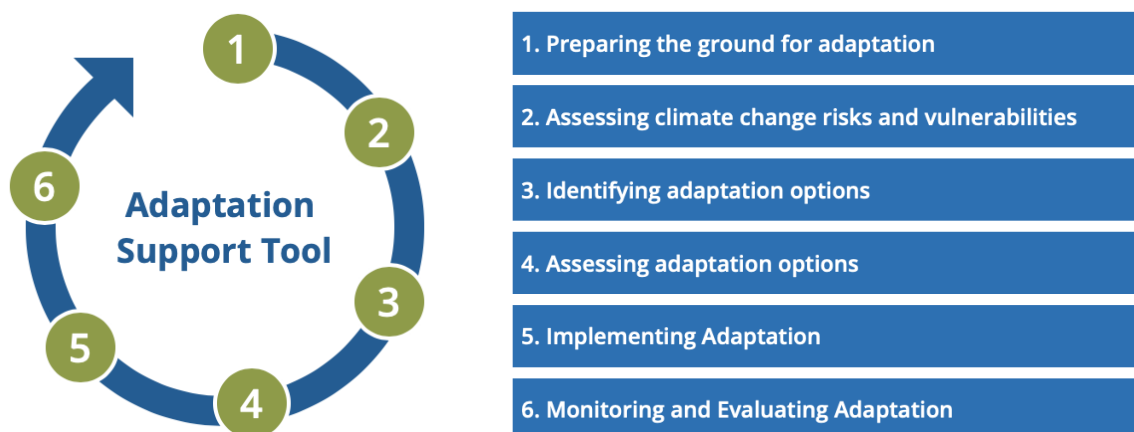 1
2
3
4
5
6
Adaptation
Support Tool
1. Preparing the ground for adaptation
2. Assessing climate change risks and vulnerabilities
3. Identifying adaptation options
4. Assessing adaptation options
5. Implementing Adaptation
6. Monitoring and Evaluating Adaptation